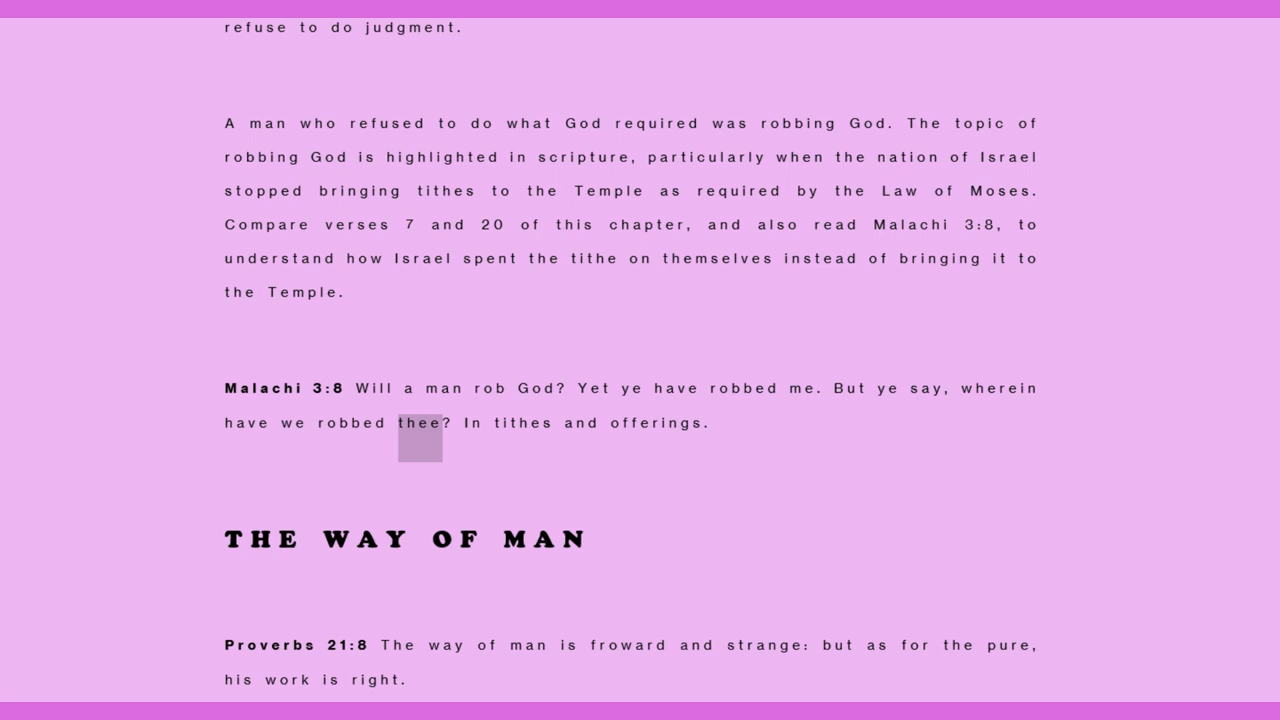 refuse to do judgment.
A man who refused to do what God required was robbing God. The topic of
robbing God is highlighted in scripture, particularly when the nation of Israel
stopped bringing tithes to the Temple as required by the Law of Moses.
Compare verses 7 and 20 of this chapter, and also read Malachi 3:8, to
understand how Israel spent the tithe on themselves instead of bringing it to
the Temple.
Malachi 3:8 Will a man rob God? Yet ye have robbed me. But ye say, wherein
have we robbed thee? In tithes and offerings.
THE WAY OF MAN
Proverbs 21:8 The way of man is froward and strange: but as for the pure,
his work is right.